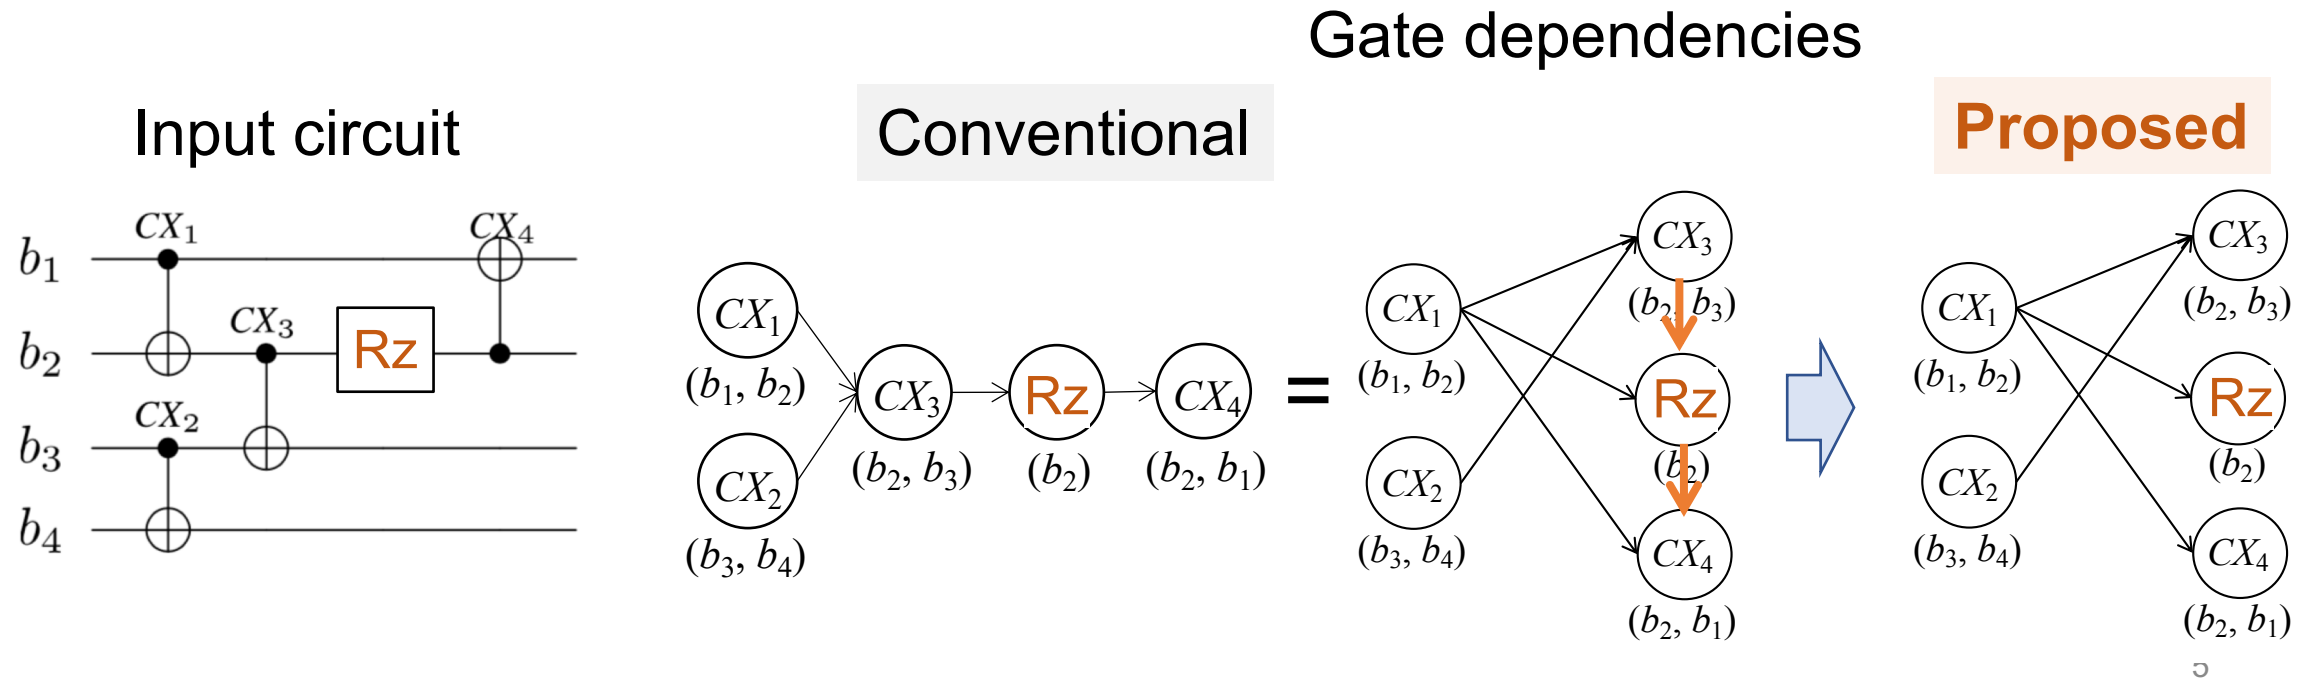 Gate dependencies
Input circuit
Conventional
Proposed
CX₁
CX₄
b₁
CX₃
b₂
Rz
CX₂
b₃
b₄
CX₁
(b₁, b₂)
CX₂
(b₃, b₄)
CX₃
(b₂, b₃)
Rz
(b₂)
CX₄
(b₂, b₁)
=
CX₁
(b₁, b₂)
CX₂
(b₃, b₄)
CX₃
(b₂, b₃)
Rz
(b₂)
CX₄
(b₂, b₁)
CX₁
(b₁, b₂)
CX₂
(b₃, b₄)
CX₃
(b₂, b₃)
Rz
(b₂)
CX₄
(b₂, b₁)
5